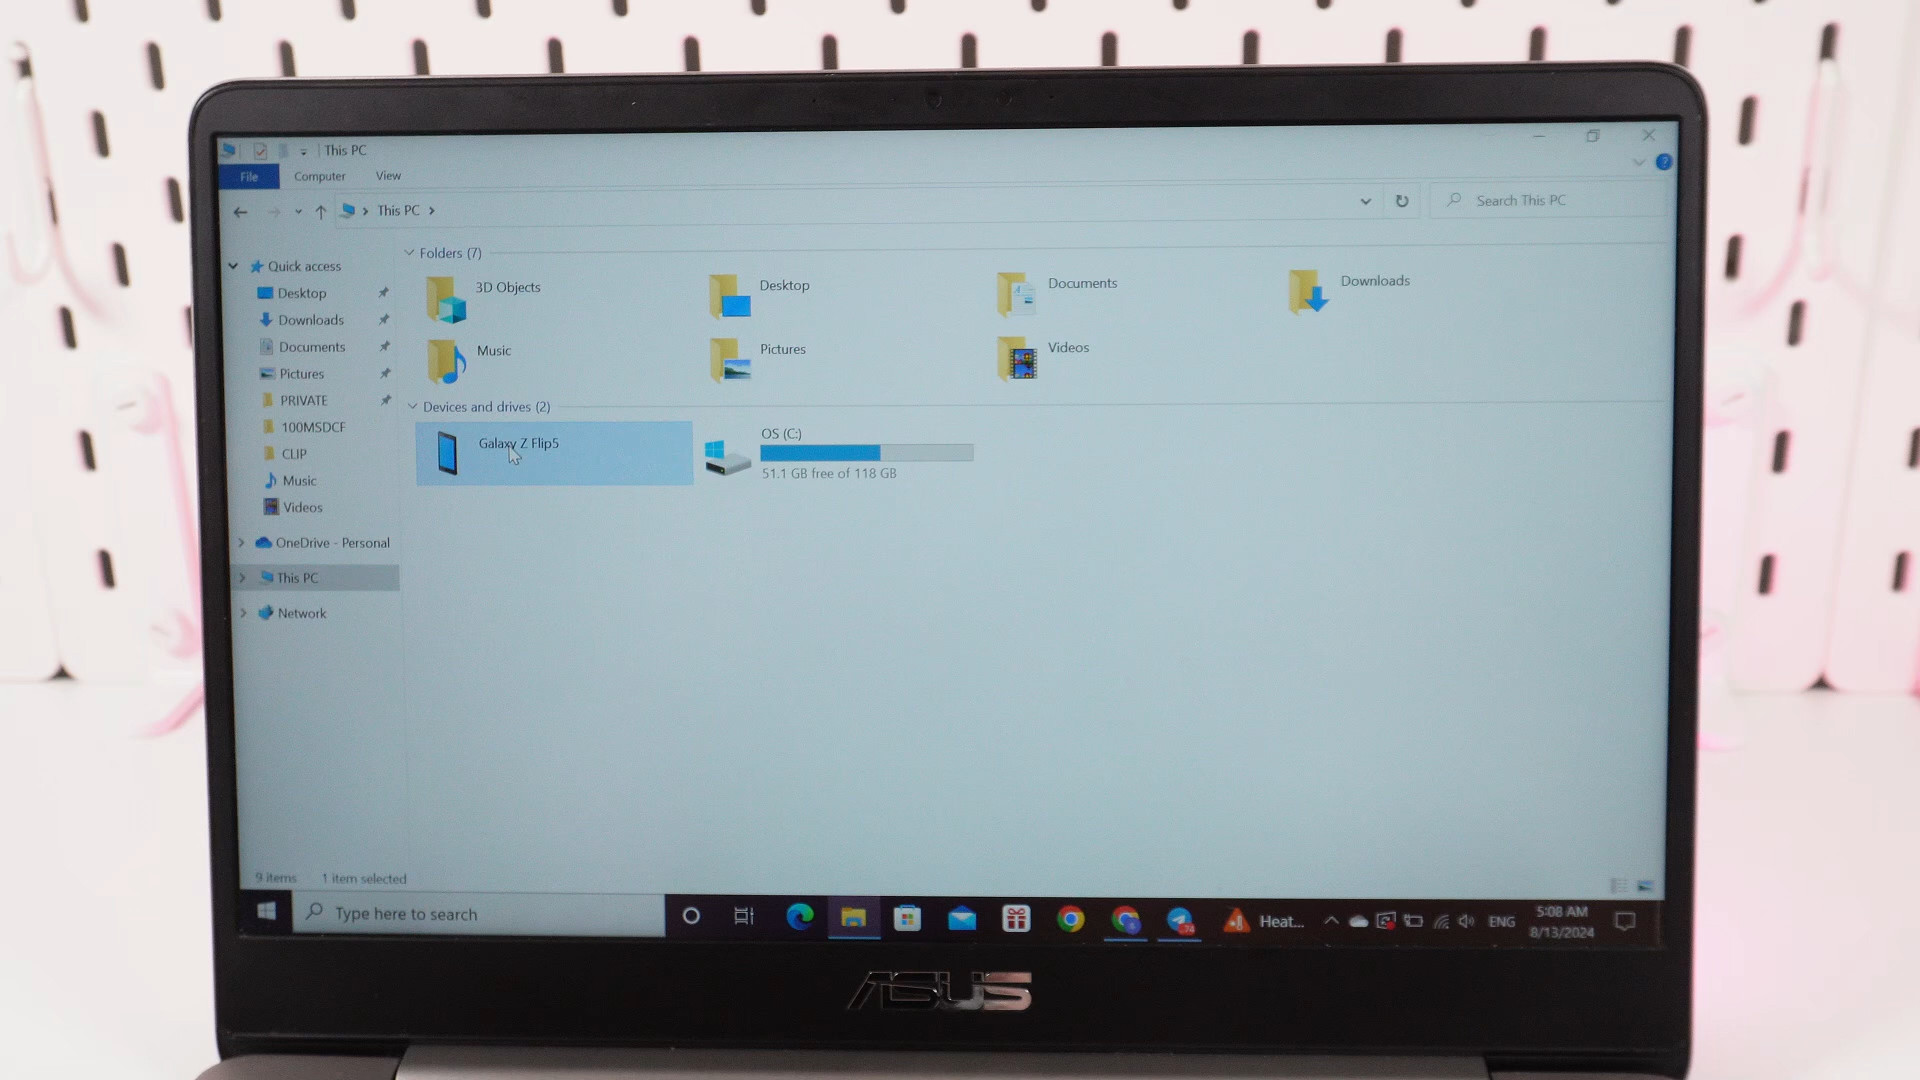 This PC
File Computer View
This PC
Search This PC
Quick access
Desktop
Downloads
Documents
Pictures
PRIVATE
100MSDCF
CLIP
Music
Videos
OneDrive - Personal
This PC
Network
Folders (7)
3D Objects
Desktop
Documents
Downloads
Music
Pictures
Videos
Devices and drives (2)
Galaxy Z Flip5
OS (C:)
51.1 GB free of 118 GB
9 items 1 item selected
Type here to search
74
Heat...
ENG
5:08 AM
8/13/2024
ASUS